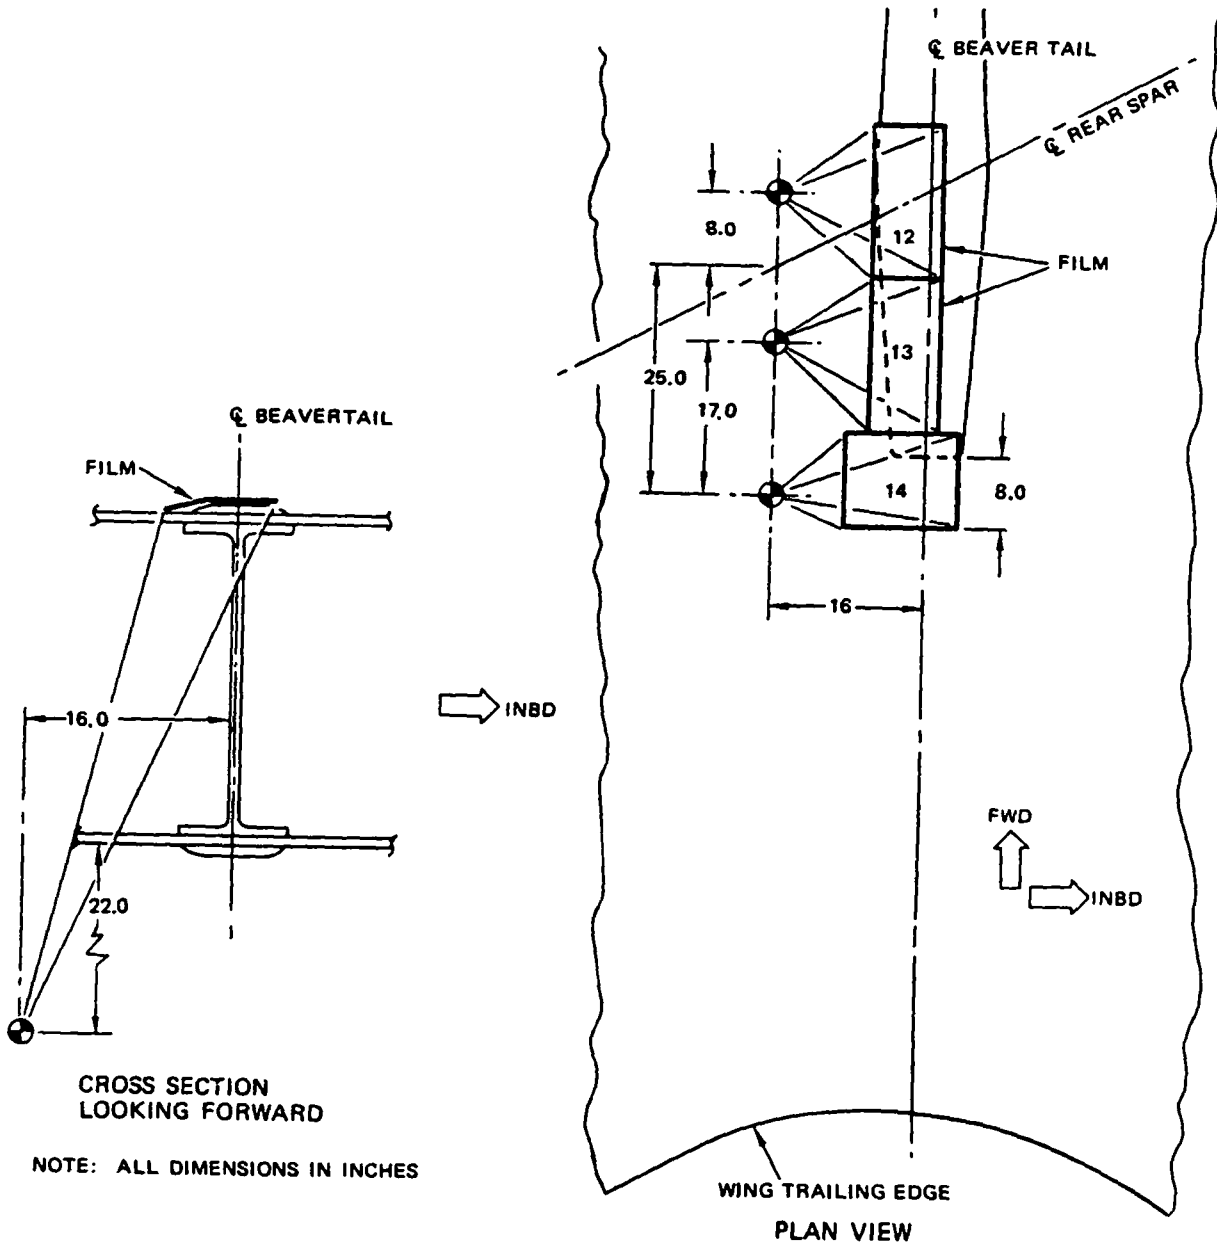 ℄ BEAVER TAIL
℄ REAR SPAR
8.0
12
FILM
13
25.0
17.0
14
8.0
16
℄ BEAVERTAIL
FILM
16.0
INBD
22.0
FWD
INBD
CROSS SECTION
LOOKING FORWARD
NOTE: ALL DIMENSIONS IN INCHES
WING TRAILING EDGE
PLAN VIEW